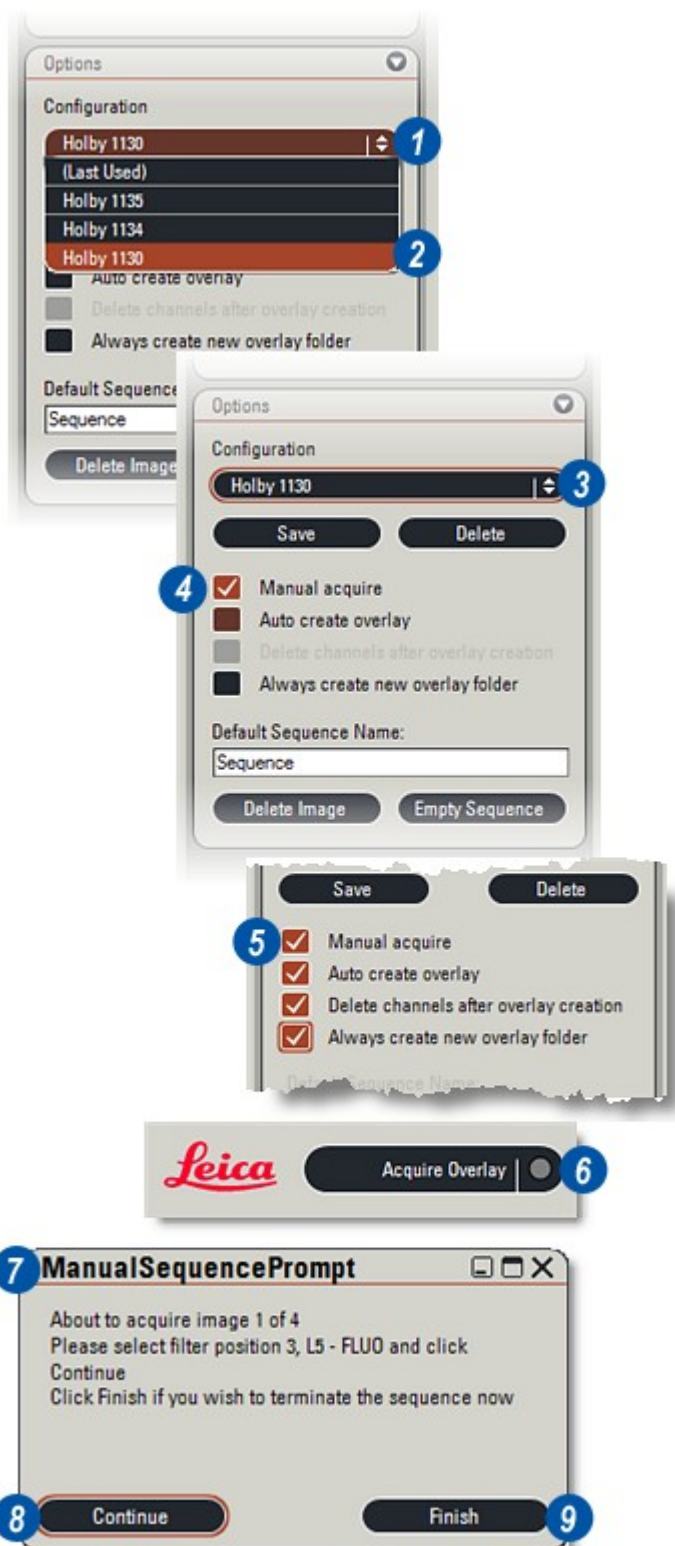 Options
Configuration
Holby 1130
1
(Last Used)
Holby 1135
Holby 1134
Holby 1130
2
Auto create overlay
Delete channels after overlay creation
Always create new overlay folder
Default Sequence
Sequence
Delete Image
Options
Configuration
Holby 1130
3
Save Delete
4 Manual acquire
Auto create overlay
Delete channels after overlay creation
Always create new overlay folder
Default Sequence Name:
Sequence
Delete Image Empty Sequence
Save Delete
5 Manual acquire
Auto create overlay
Delete channels after overlay creation
Always create new overlay folder
Default Sequence Name:
Leica Acquire Overlay 6
7 ManualSequencePrompt
About to acquire image 1 of 4
Please select filter position 3, L5 - FLUO and click
Continue
Click Finish if you wish to terminate the sequence now
8 Continue Finish 9